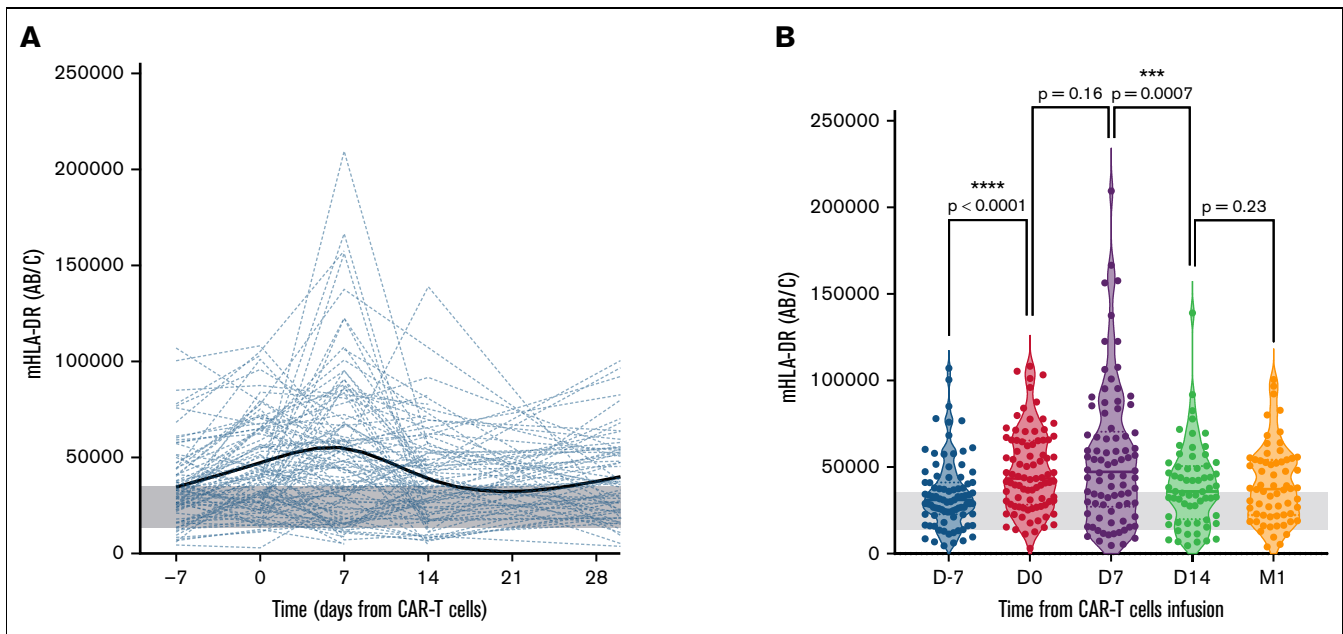 A
mHLA-DR (AB/C)
250000
200000
150000
100000
50000
0
−7 0 7 14 21 28
Time (days from CAR-T cells)
B
mHLA-DR (AB/C)
250000
200000
150000
100000
50000
0
****
p < 0.0001
p = 0.16
***
p = 0.0007
p = 0.23
D-7 D0 D7 D14 M1
Time from CAR-T cells infusion